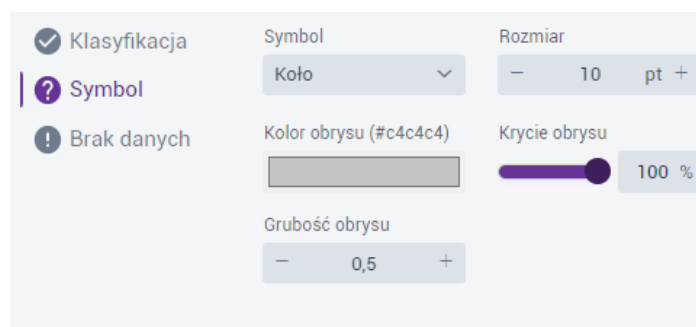 Klasyfikacja
Symbol
Brak danych
Symbol
Rozmiar
Koło
− 10 pt +
Kolor obrysu (#c4c4c4)
Krycie obrysu
100 %
Grubość obrysu
− 0,5 +